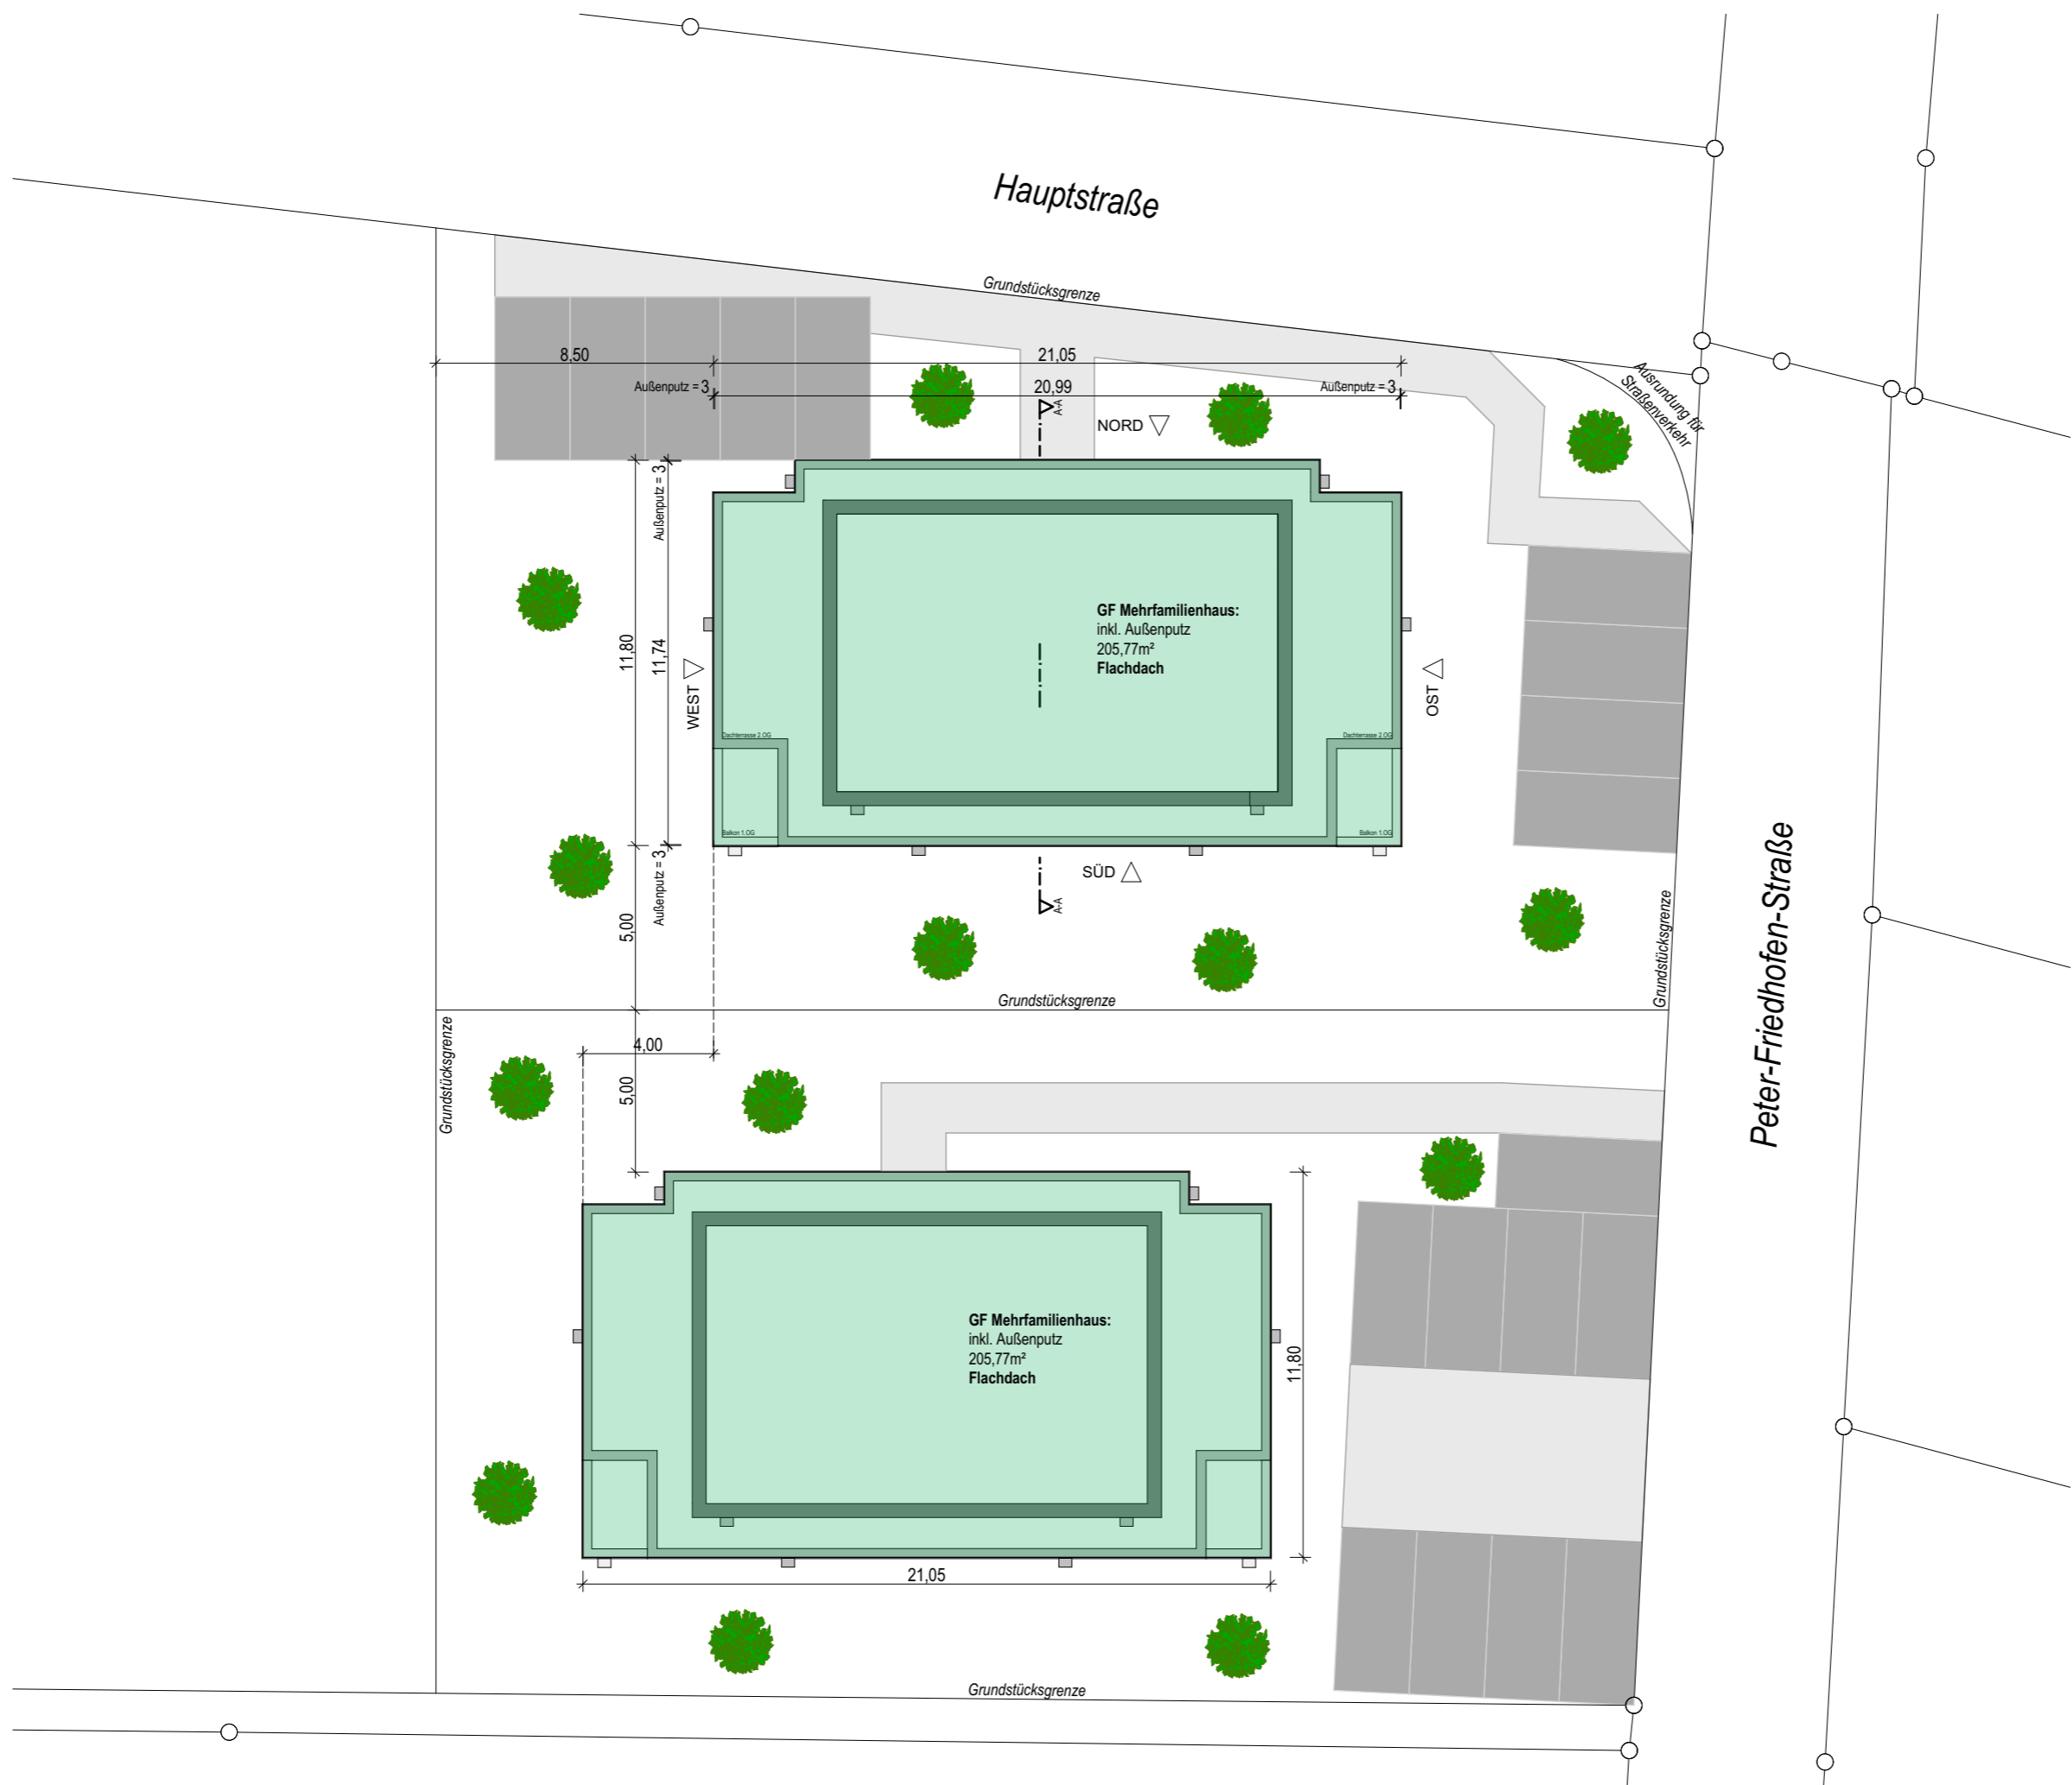 Hauptstraße
Grundstücksgrenze
8,50
21,05
Außenputz = 3
20,99
Außenputz = 3
A-A
NORD
Ausrundung für
Straßenverkehr
Außenputz = 3
11,80
11,74
WEST
GF Mehrfamilienhaus:
inkl. Außenputz
205,77m²
Flachdach
OST
Dachterrasse 2.OG
Dachterrasse 2.OG
Balkon 1.OG
Balkon 1.OG
Außenputz = 3
SÜD
A-A
5,00
Grundstücksgrenze
Peter-Friedhofen-Straße
Grundstücksgrenze
Grundstücksgrenze
4,00
5,00
GF Mehrfamilienhaus:
inkl. Außenputz
205,77m²
Flachdach
11,80
21,05
Grundstücksgrenze